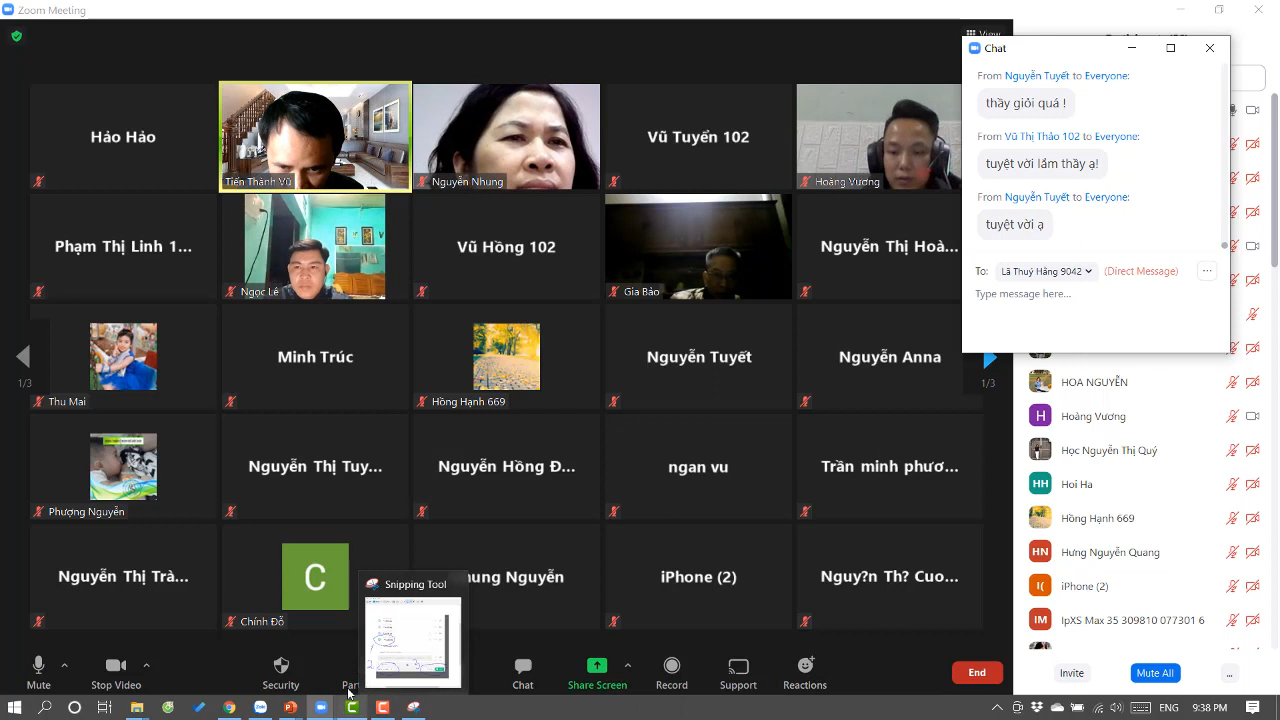 Zoom Meeting
View
Hảo Hảo
Tiến Thành Vũ
Nguyễn Nhung
Vũ Tuyển 102
Hoàng Vương
Phạm Thị Linh 1...
Ngọc Lê
Vũ Hồng 102
Gia Bảo
Nguyễn Thị Hoà...
Thu Mai
Minh Trúc
Hồng Hạnh 669
Nguyễn Tuyết
Nguyễn Anna
1/3
1/3
Phượng Nguyễn
Nguyễn Thị Tuy...
Nguyễn Hồng Đ...
ngan vu
Trần minh phươ...
Nguyễn Thị Trà...
C
Chính Đỗ
hung Nguyễn
iPhone (2)
Nguy?n Th? Cuo...
Snipping Tool
Chat
From Nguyễn Tuyết to Everyone:
thầy giỏi quá !
From Vũ Thị Thảo 102 to Everyone:
tuyệt vời lắm thầy ạ!
From Nguyễn Tuyết to Everyone:
tuyệt vời ạ
To: Lã Thuý Hằng 9042 (Direct Message)
...
Type message here...
HOA NGUYỄN
H Hoàng Vương
Học Nguyễn Thị Quý
HH Hoi Ha
Hồng Hạnh 669
HN Hưng Nguyễn Quang
I( iPhone (2)
IM Ip xs Max 35 309810 077301 6
Invite
Mute All
...
Mute
Stop Video
Security
Par
Chat
Share Screen
Record
Support
Reactions
End
ENG
9:38 PM